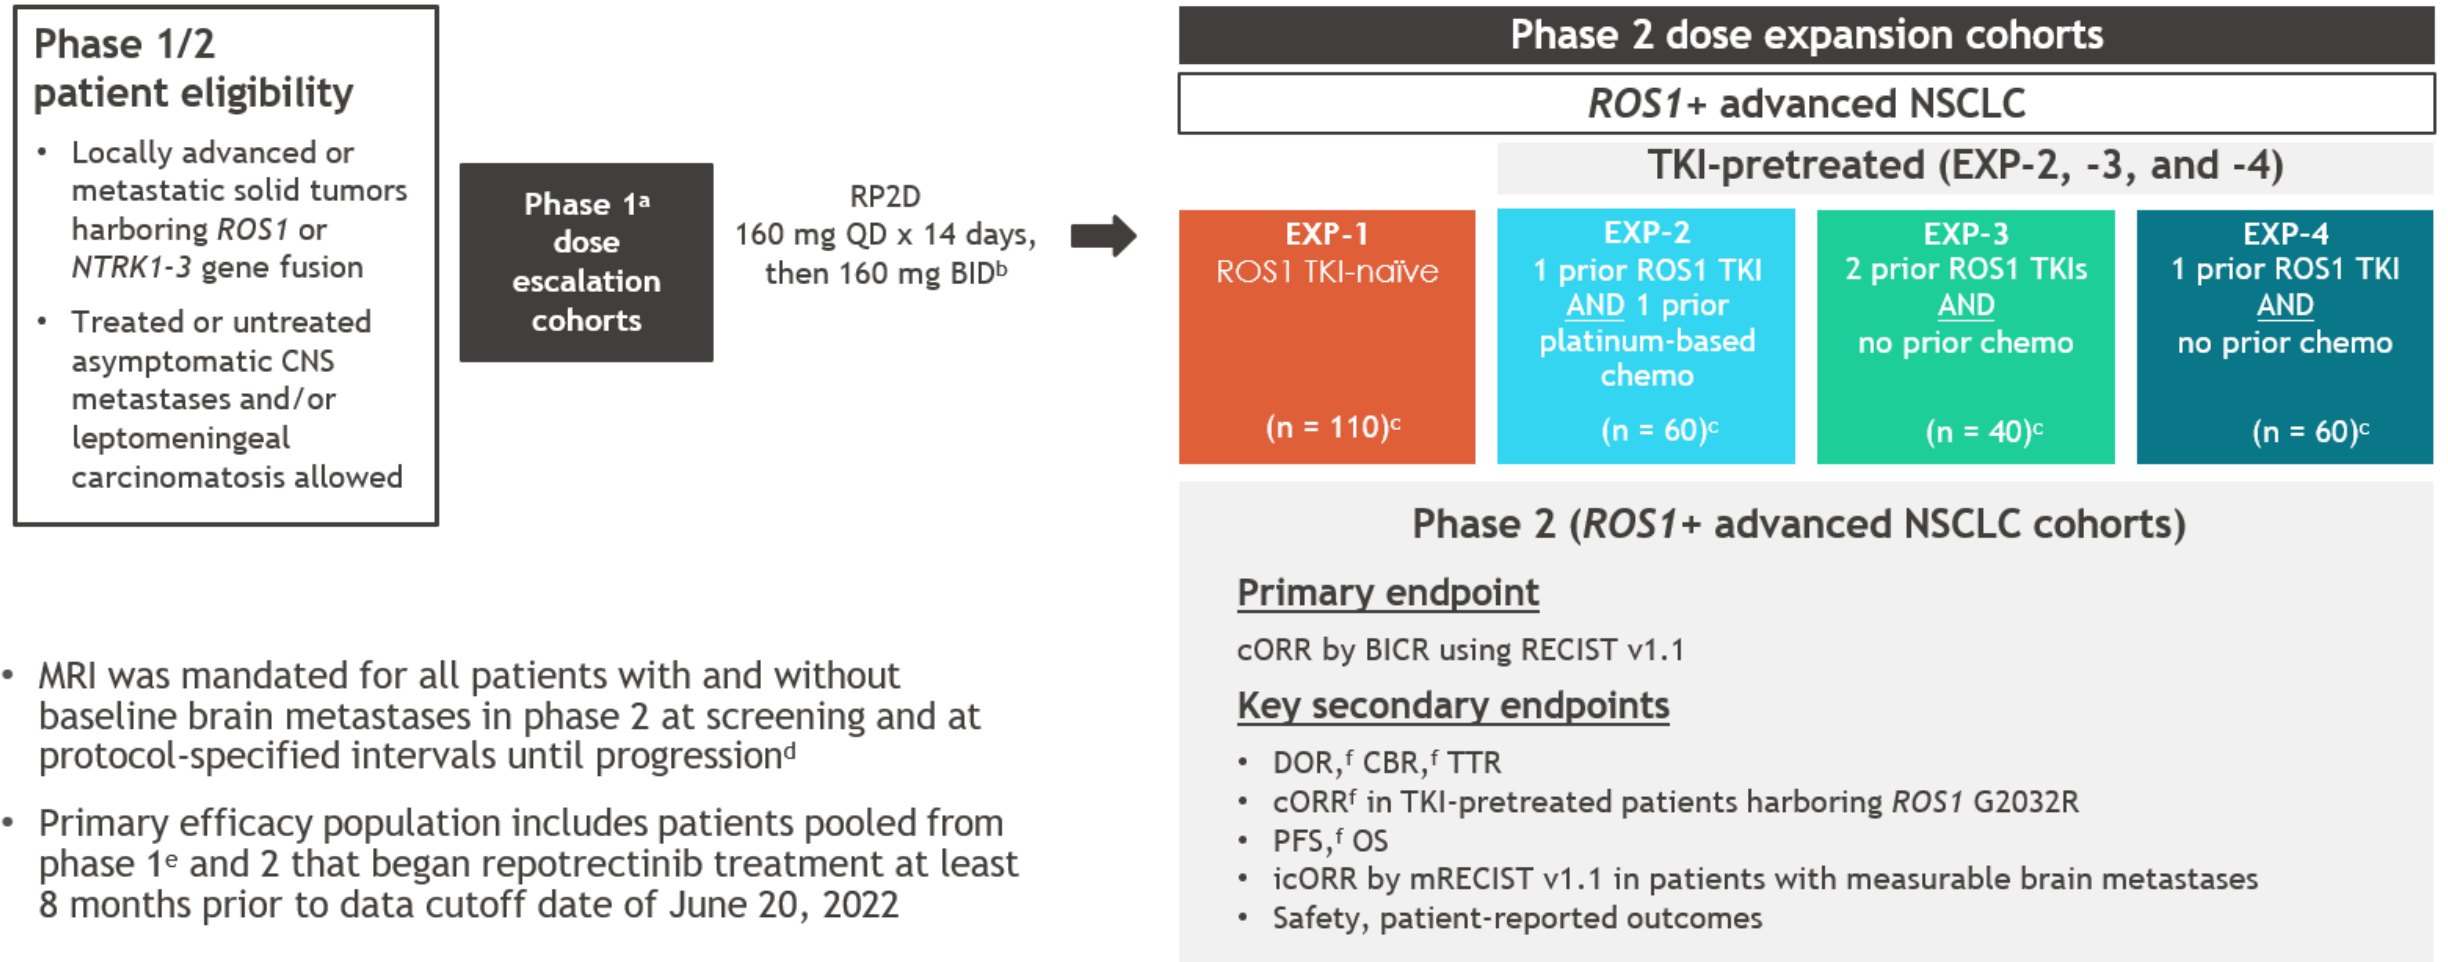 Phase 1/2
patient eligibility
• Locally advanced or
metastatic solid tumors
harboring ROS1 or
NTRK1-3 gene fusion
• Treated or untreated
asymptomatic CNS
metastases and/or
leptomeningeal
carcinomatosis allowed
Phase 1ᵃ
dose
escalation
cohorts
RP2D
160 mg QD x 14 days,
then 160 mg BIDᵇ
Phase 2 dose expansion cohorts
ROS1+ advanced NSCLC
TKI-pretreated (EXP-2, -3, and -4)
EXP-1
ROS1 TKI-naïve
(n = 110)ᶜ
EXP-2
1 prior ROS1 TKI
AND 1 prior
platinum-based
chemo
(n = 60)ᶜ
EXP-3
2 prior ROS1 TKIs
AND
no prior chemo
(n = 40)ᶜ
EXP-4
1 prior ROS1 TKI
AND
no prior chemo
(n = 60)ᶜ
Phase 2 (ROS1+ advanced NSCLC cohorts)
Primary endpoint
cORR by BICR using RECIST v1.1
Key secondary endpoints
• DOR,ᶠ CBR,ᶠ TTR
• cORRᶠ in TKI-pretreated patients harboring ROS1 G2032R
• PFS,ᶠ OS
• icORR by mRECIST v1.1 in patients with measurable brain metastases
• Safety, patient-reported outcomes
• MRI was mandated for all patients with and without
baseline brain metastases in phase 2 at screening and at
protocol-specified intervals until progressionᵈ
• Primary efficacy population includes patients pooled from
phase 1ᵉ and 2 that began repotrectinib treatment at least
8 months prior to data cutoff date of June 20, 2022